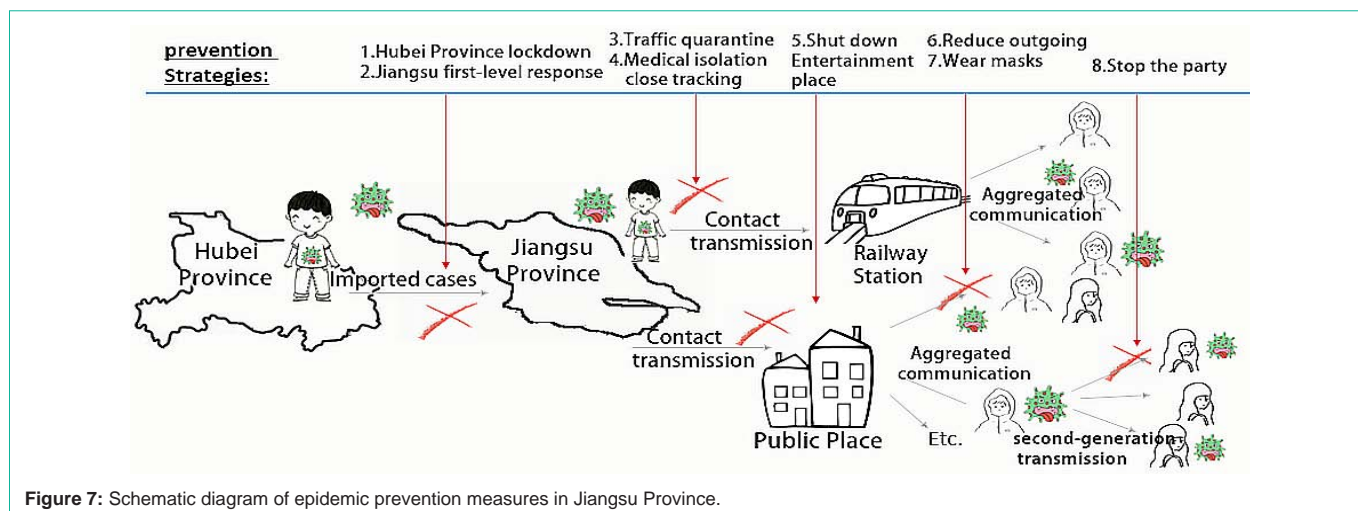 prevention
Strategies:
1.Hubei Province lockdown
2.Jiangsu first-level response
3.Traffic quarantine
4.Medical isolation
close tracking
5.Shut down
Entertainment
place
6.Reduce outgoing
7.Wear masks
8.Stop the party
Hubei
Province
Imported cases
Jiangsu
Province
Contact
transmission
Railway
Station
Aggregated
communication
Contact
transmission
Public Place
Aggregated
communication
Etc.
second-generation
transmission
Figure 7: Schematic diagram of epidemic prevention measures in Jiangsu Province.